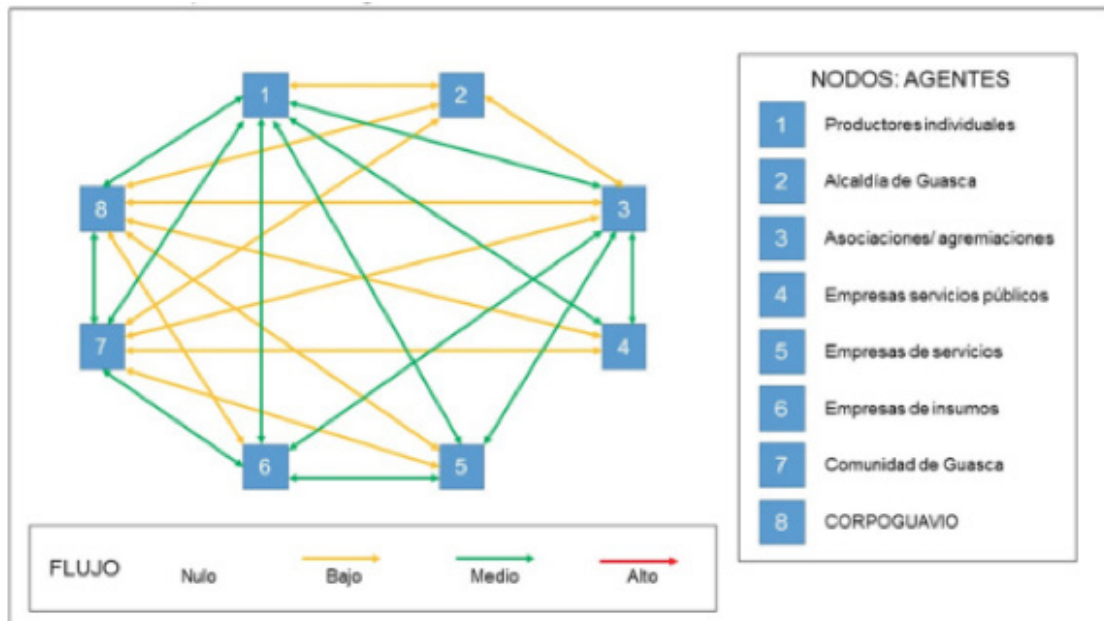 1
2
8
3
7
4
6
5
NODOS: AGENTES
1 Productores individuales
2 Alcaldía de Guasca
3 Asociaciones/ agremiaciones
4 Empresas servicios públicos
5 Empresas de servicios
6 Empresas de insumos
7 Comunidad de Guasca
8 CORPOGUAVIO
FLUJO Nulo Bajo Medio Alto